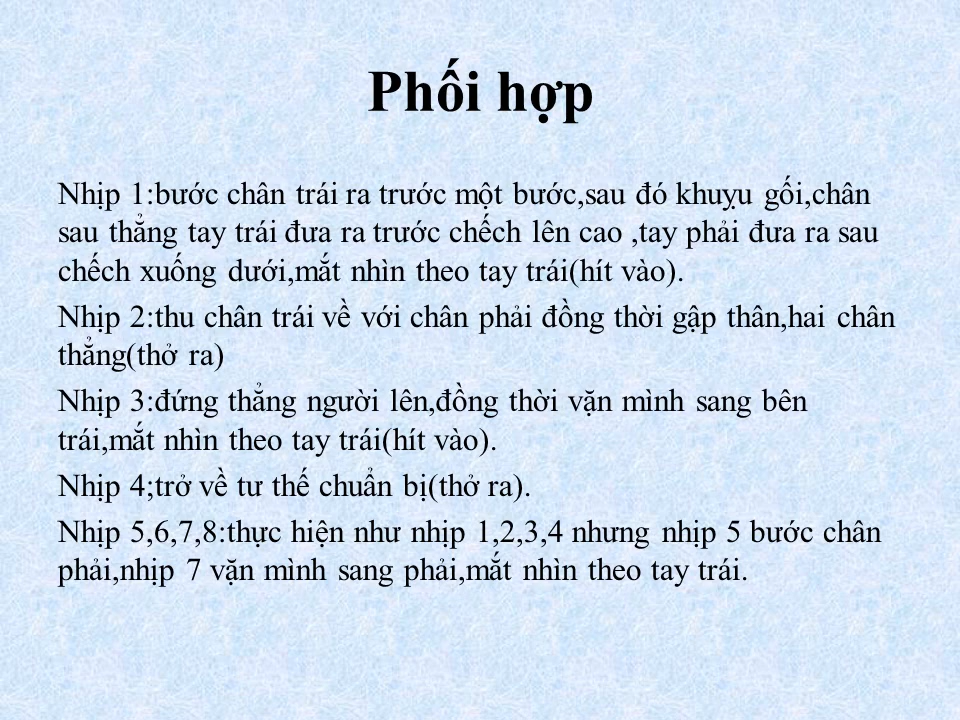 Phối hợp
Nhịp 1:bước chân trái ra trước một bước,sau đó khuỵu gối,chân
sau thẳng tay trái đưa ra trước chếch lên cao ,tay phải đưa ra sau
chếch xuống dưới,mắt nhìn theo tay trái(hít vào).
Nhịp 2:thu chân trái về với chân phải đồng thời gập thân,hai chân
thẳng(thở ra)
Nhịp 3:đứng thẳng người lên,đồng thời vặn mình sang bên
trái,mắt nhìn theo tay trái(hít vào).
Nhịp 4;trở về tư thế chuẩn bị(thở ra).
Nhịp 5,6,7,8:thực hiện như nhịp 1,2,3,4 nhưng nhịp 5 bước chân
phải,nhịp 7 vặn mình sang phải,mắt nhìn theo tay trái.